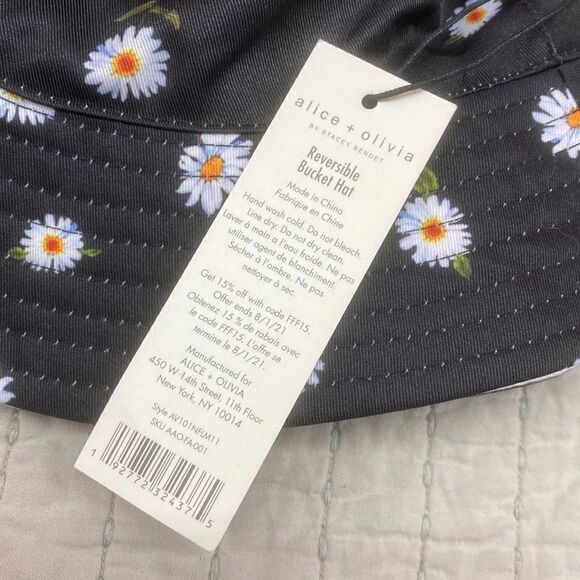 alice + olivia
BY STACEY BENDET
Reversible
Bucket Hat
Made in China
Fabriqué en Chine
Hand wash cold. Do not bleach.
Line dry. Do not dry clean.
Laver à main a l'eau froide. Ne pas
utiliser agent de blanchiment.
Sécher à l'ombre. Ne pas
nettoyer à sec.
Get 15% off with code FFF15.
Offer ends 8/1/21
Obtenez 15 % de rabais avec
le code FFF15. L'offre se
termine le 8/1/21.
Manufactured for
ALICE + OLIVIA
450 W 14th Street, 11th Floor
New York, NY 10014
Style AV101NFLM11
SKU AAO-FA-001
1 92772 32437 5